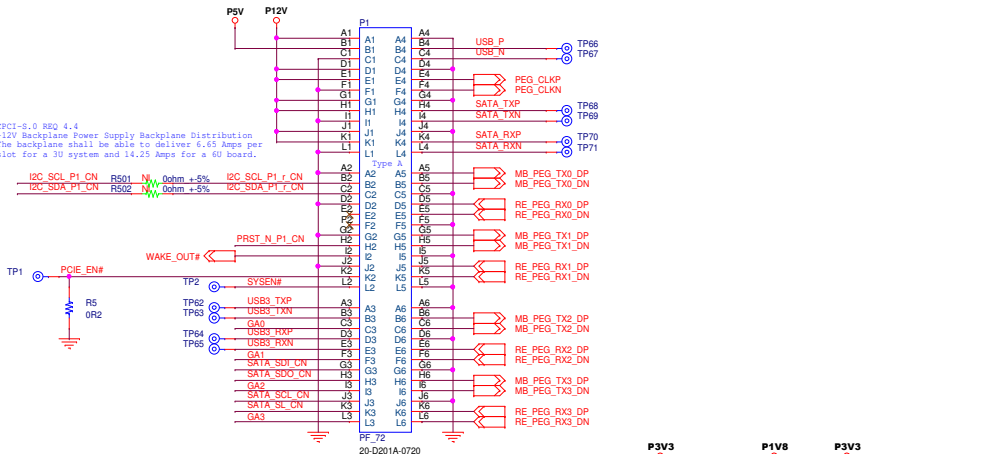 P5V P12V
P1
A1 A1 A4 A4
B1 B1 B4 B4 USB_P TP66
C1 C1 C4 C4 USB_N TP67
D1 D1 D4 D4
E1 E1 E4 E4 PEG_CLKP
F1 F1 F4 F4 PEG_CLKN
G1 G1 G4 G4
H1 H1 H4 H4 SATA_TXP TP68
I1 I1 I4 I4 SATA_TXN TP69
J1 J1 J4 J4
K1 K1 K4 K4 SATA_RXP TP70
L1 L1 L4 L4 SATA_RXN TP71
CPCI-S.0 REQ 4.4
+12V Backplane Power Supply Backplane Distribution
The backplane shall be able to deliver 6.65 Amps per
slot for a 3U system and 14.25 Amps for a 6U board.
Type A
A2 A2 A5 A5 MB_PEG_TX0_DP
I2C_SCL_P1_CN R501 NI 0ohm +-5% I2C_SCL_P1_r_CN B2 B2 B5 B5 MB_PEG_TX0_DN
I2C_SDA_P1_CN R502 0ohm +-5% I2C_SDA_P1_r_CN C2 C2 C5 C5
D2 D2 D5 D5 RE_PEG_RX0_DP
E2 E2 E5 E5 RE_PEG_RX0_DN
F2 F2 F5 F5
G2 G2 G5 G5 MB_PEG_TX1_DP
PRST_N_P1_CN H2 H2 H5 H5 MB_PEG_TX1_DN
WAKE_OUT# I2 I2 I5 I5
J2 J2 J5 J5 RE_PEG_RX1_DP
TP1 PCIE_EN# K2 K2 K5 K5 RE_PEG_RX1_DN
TP2 SYSEN# L2 L2 L5 L5
R5
0R2
TP62 USB3_TXP A3 A3 A6 A6
TP63 USB3_TXN B3 B3 B6 B6 MB_PEG_TX2_DP
GA0 C3 C3 C6 C6 MB_PEG_TX2_DN
TP64 USB3_RXP D3 D3 D6 D6
TP65 USB3_RXN E3 E3 E6 E6 RE_PEG_RX2_DP
GA1 F3 F3 F6 F6 RE_PEG_RX2_DN
SATA_SDI_CN G3 G3 G6 G6
SATA_SDO_CN H3 H3 H6 H6 MB_PEG_TX3_DP
GA2 I3 I3 I6 I6 MB_PEG_TX3_DN
SATA_SCL_CN J3 J3 J6 J6
SATA_SL_CN K3 K3 K6 K6 RE_PEG_RX3_DP
GA3 L3 L3 L6 L6 RE_PEG_RX3_DN
PF_72
20-D201A-0720
P3V3 P1V8 P3V3